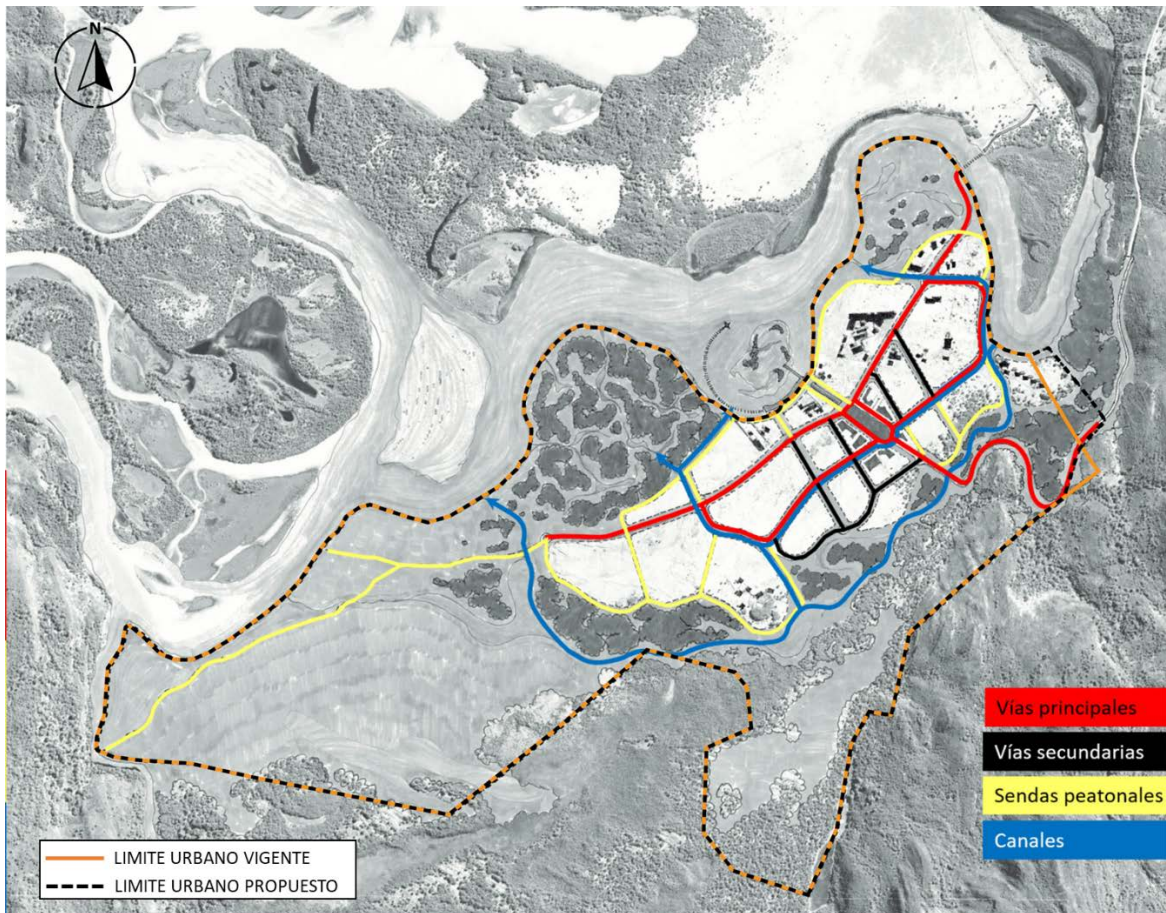 N
Vías principales
Vías secundarias
Sendas peatonales
Canales
LIMITE URBANO VIGENTE
LIMITE URBANO PROPUESTO